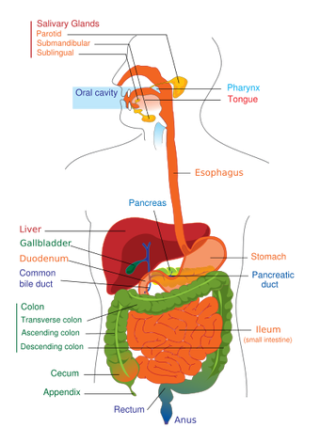 Salivary Glands
Parotid
Submandibular
Sublingual
Oral cavity
Pharynx
Tongue
Esophagus
Pancreas
Liver
Gallbladder
Duodenum
Common
bile duct
Stomach
Pancreatic
duct
Colon
Transverse colon
Ascending colon
Descending colon
Ileum
(small intestine)
Cecum
Appendix
Rectum
Anus